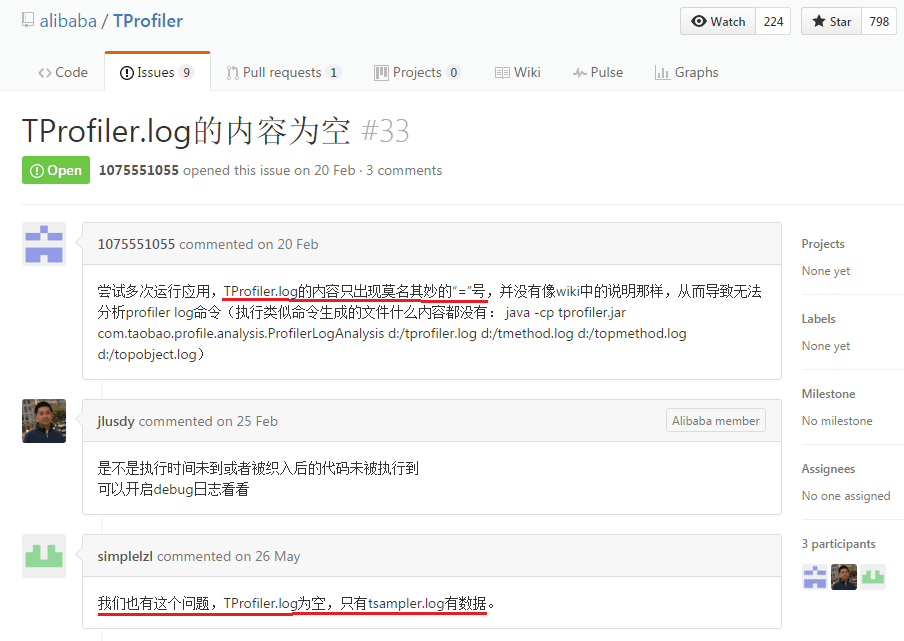 alibaba / TProfiler
Watch 224 Star 798
Code Issues 9 Pull requests 1 Projects 0 Wiki Pulse Graphs
TProfiler.log的内容为空 #33
Open 1075551055 opened this issue on 20 Feb · 3 comments
1075551055 commented on 20 Feb
尝试多次运行应用，TProfiler.log的内容只出现莫名其妙的“=”号，并没有像wiki中的说明那样，从而导致无法
分析profiler log命令（执行类似命令生成的文件什么内容都没有： java -cp tprofiler.jar
com.taobao.profile.analysis.ProfilerLogAnalysis d:/tprofiler.log d:/tmethod.log d:/topmethod.log
d:/topobject.log）
jlusdy commented on 25 Feb
Alibaba member
是不是执行时间未到或者被织入后的代码未被执行到
可以开启debug日志看看
simplelzl commented on 26 May
我们也有这个问题，TProfiler.log为空，只有tsampler.log有数据。
Projects
None yet
Labels
None yet
Milestone
No milestone
Assignees
No one assigned
3 participants